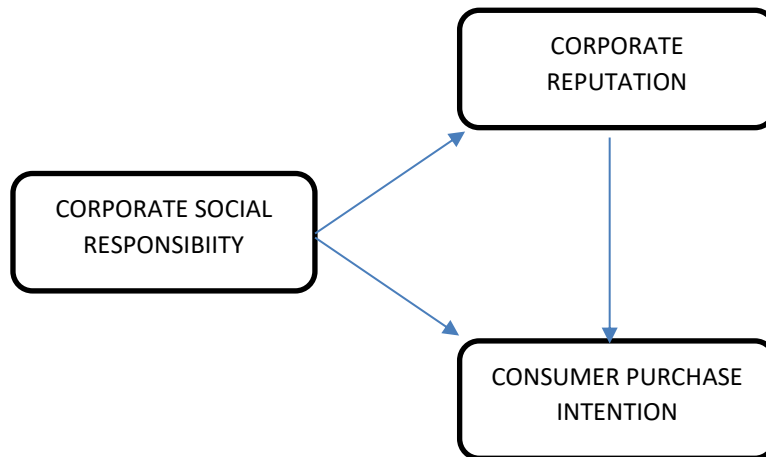 CORPORATE
REPUTATION
CORPORATE SOCIAL
RESPONSIBIITY
CONSUMER PURCHASE
INTENTION